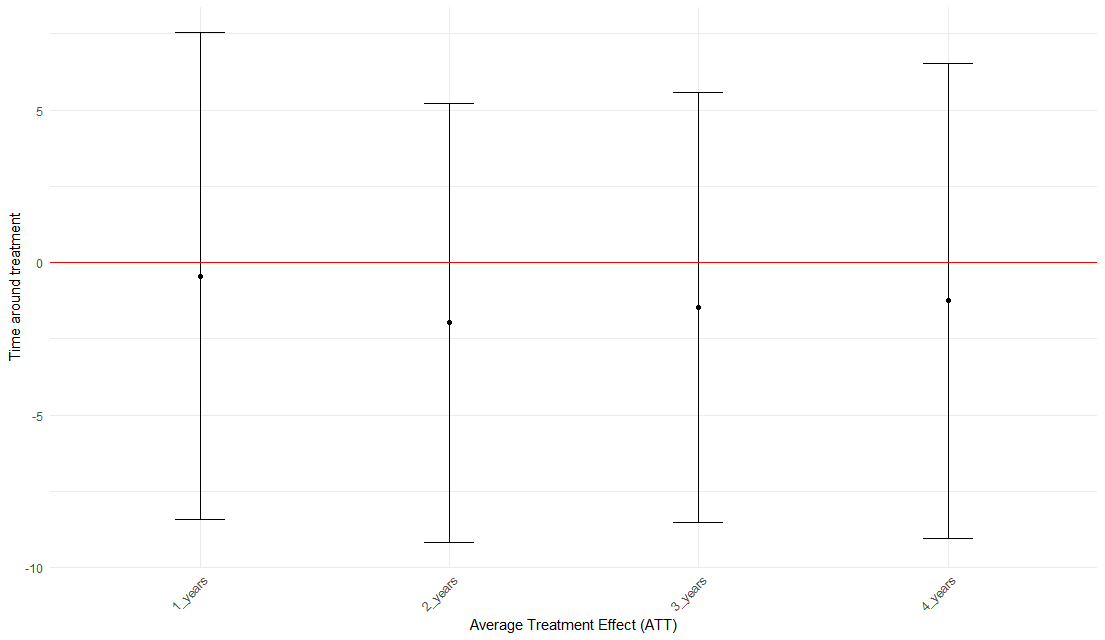 Time around treatment
5
0
-5
-10
1_years
2_years
3_years
4_years
Average Treatment Effect (ATT)